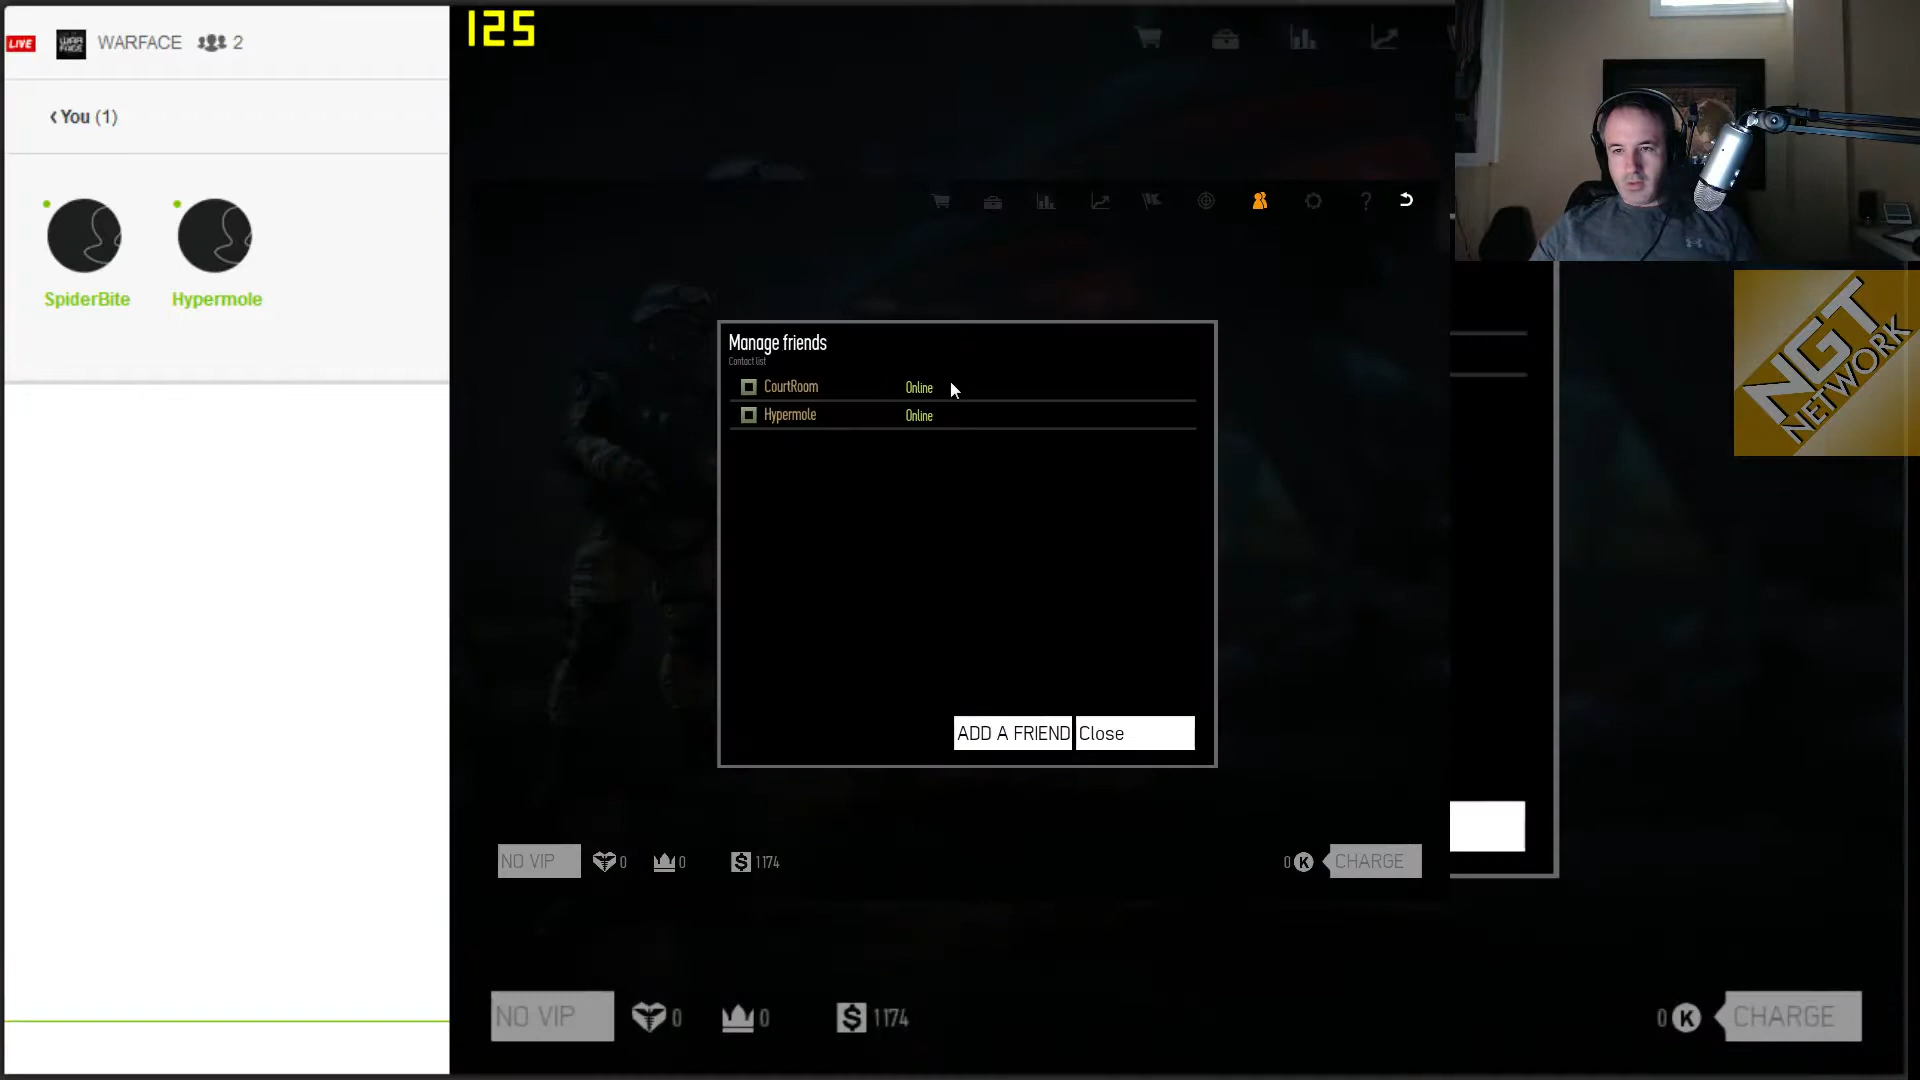 LIVE WARFACE 2
125
‹ You (1)
SpiderBite Hypermole
Manage friends
Contact list
CourtRoom Online
Hypermole Online
ADD A FRIEND Close
NO VIP 0 0 $ 1174 0 K CHARGE
NO VIP 0 0 $ 1174 0 K CHARGE
NGT
NETWORK